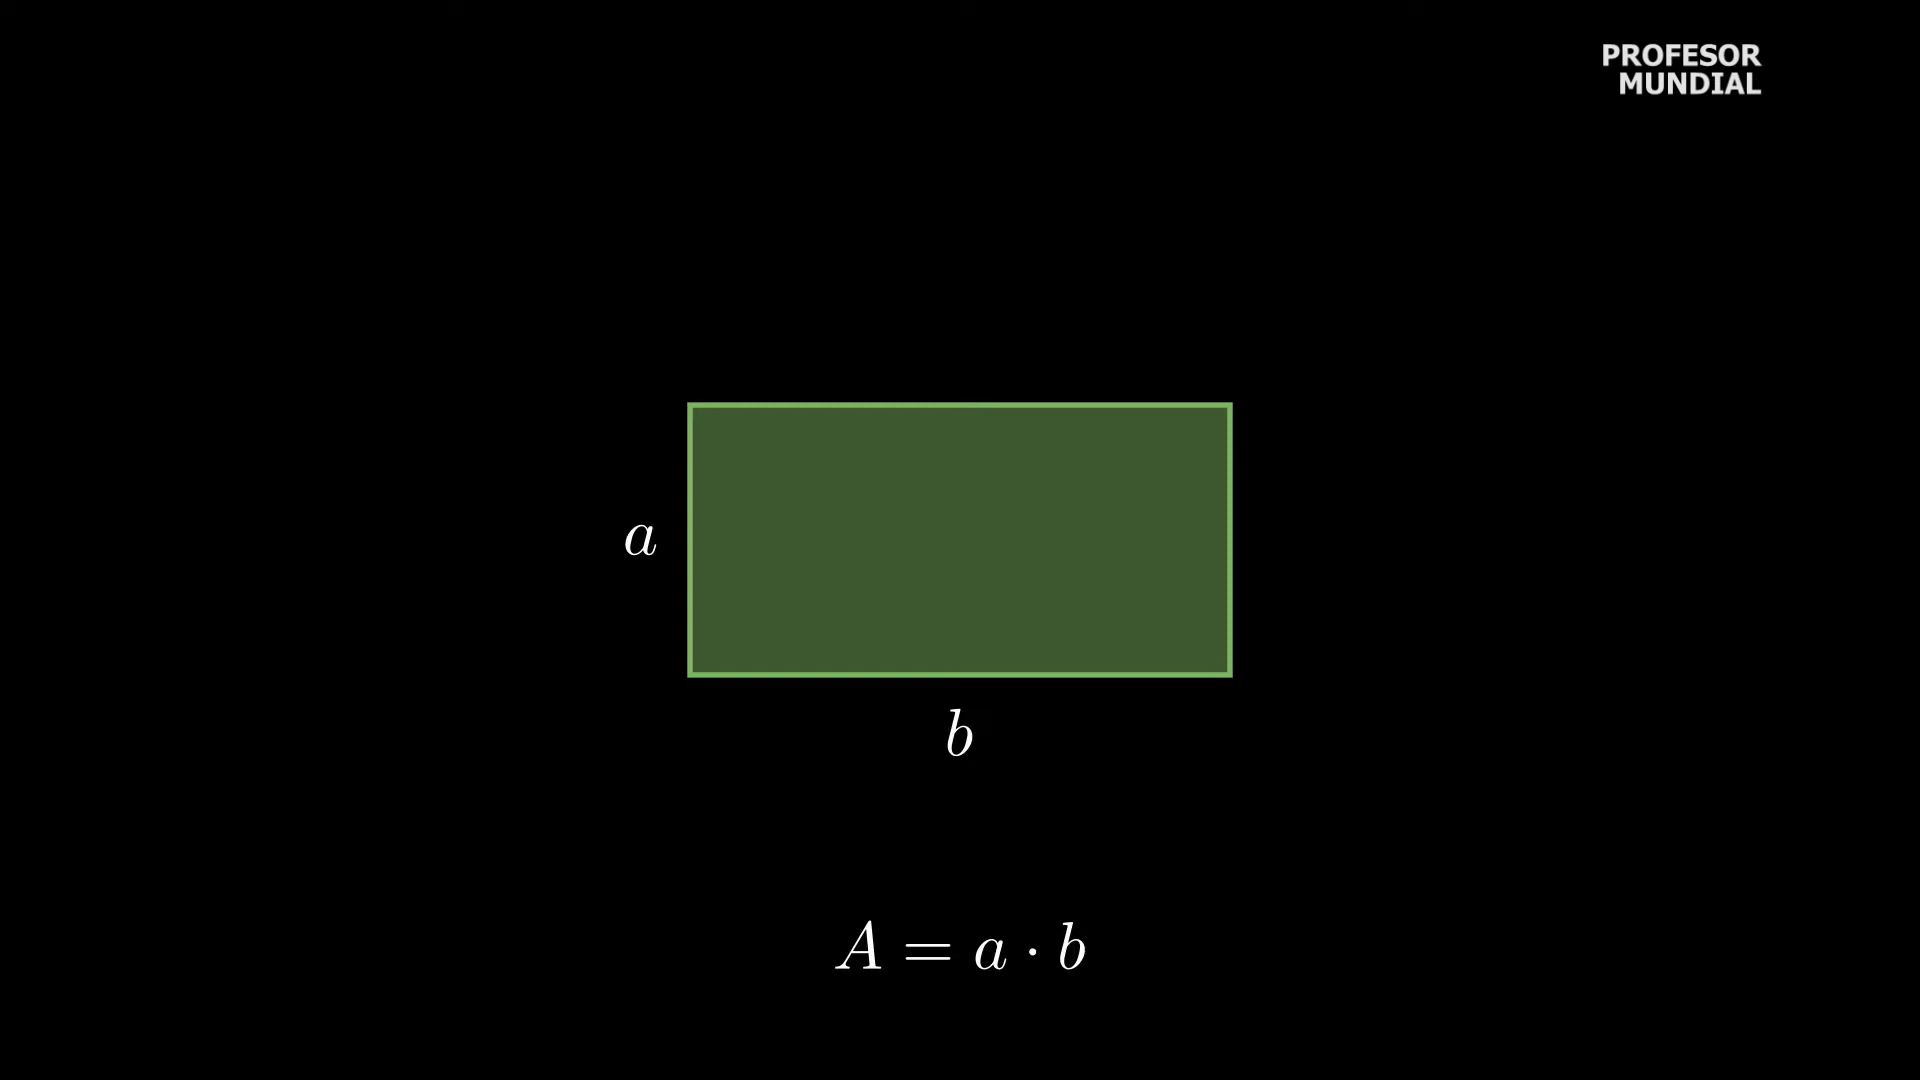 PROFESOR
MUNDIAL
a
b
A = a · b